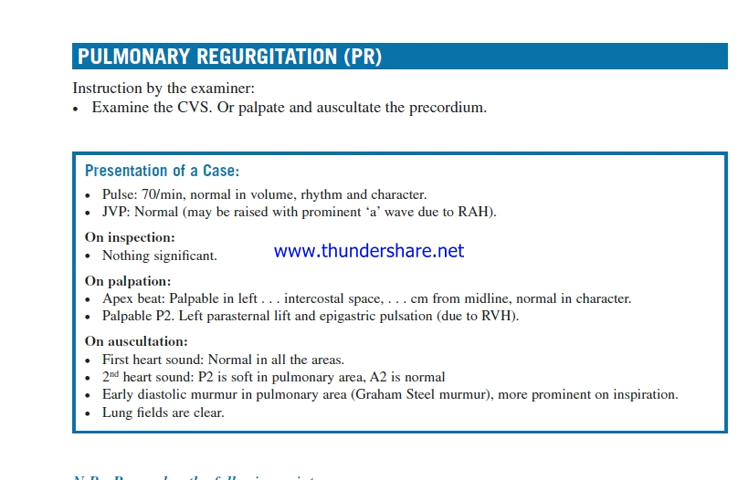 PULMONARY REGURGITATION (PR)
Instruction by the examiner:
• Examine the CVS. Or palpate and auscultate the precordium.
Presentation of a Case:
• Pulse: 70/min, normal in volume, rhythm and character.
• JVP: Normal (may be raised with prominent ‘a’ wave due to RAH).
On inspection:
• Nothing significant.
www.thundershare.net
On palpation:
• Apex beat: Palpable in left . . . intercostal space, . . . cm from midline, normal in character.
• Palpable P2. Left parasternal lift and epigastric pulsation (due to RVH).
On auscultation:
• First heart sound: Normal in all the areas.
• 2nd heart sound: P2 is soft in pulmonary area, A2 is normal
• Early diastolic murmur in pulmonary area (Graham Steel murmur), more prominent on inspiration.
• Lung fields are clear.